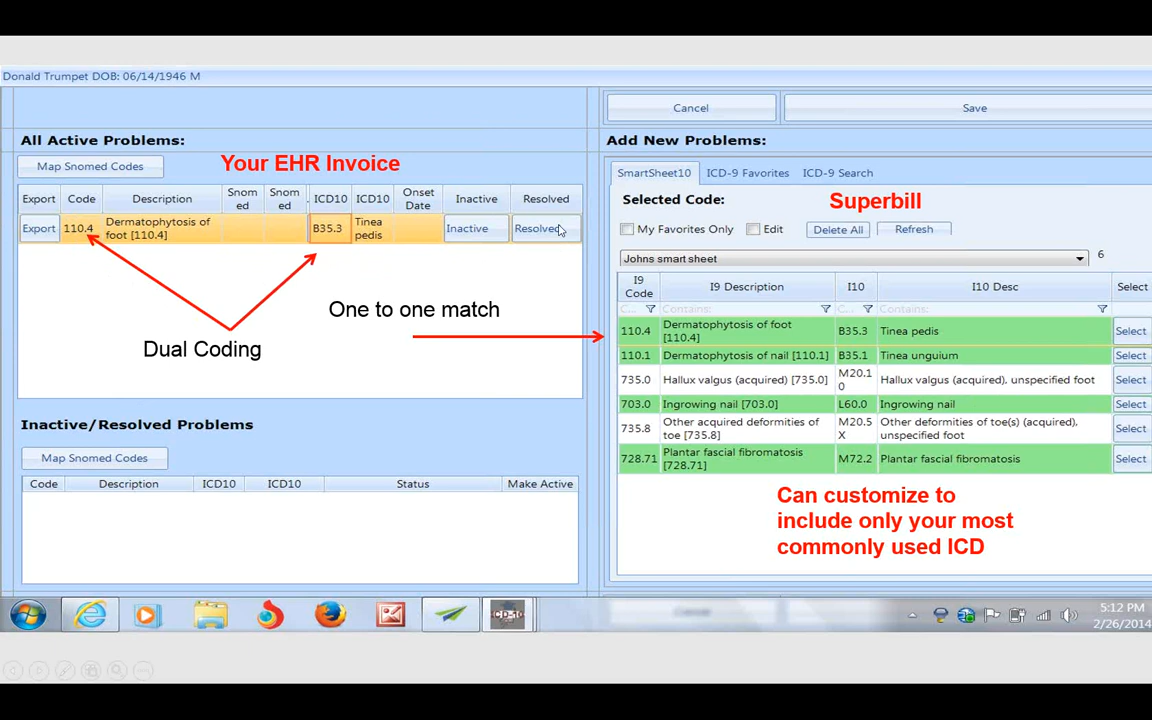 Donald Trumpet DOB: 06/14/1946 M
Cancel
Save
All Active Problems:
Add New Problems:
Map Snomed Codes
Your EHR Invoice
SmartSheet10 ICD-9 Favorites ICD-9 Search
Selected Code:
Superbill
My Favorites Only Edit Delete All Refresh
Johns smart sheet 6
Export Code Description Snom ed Snom ed ICD10 ICD10 Onset Date Inactive Resolved
Export 110.4 Dermatophytosis of foot [110.4] B35.3 Tinea pedis Inactive Resolved
I9 Code I9 Description I10 I10 Desc Select
C... Contains: C... Contains:
110.4 Dermatophytosis of foot [110.4] B35.3 Tinea pedis Select
110.1 Dermatophytosis of nail [110.1] B35.1 Tinea unguium Select
735.0 Hallux valgus (acquired) [735.0] M20.1 0 Hallux valgus (acquired), unspecified foot Select
703.0 Ingrowing nail [703.0] L60.0 Ingrowing nail Select
735.8 Other acquired deformities of toe [735.8] M20.5 X Other deformities of toe(s) (acquired), unspecified foot Select
728.71 Plantar fascial fibromatosis [728.71] M72.2 Plantar fascial fibromatosis Select
One to one match
Dual Coding
Can customize to
include only your most
commonly used ICD
Inactive/Resolved Problems
Map Snomed Codes
Code Description ICD10 ICD10 Status Make Active
ICD-10
5:12 PM
2/26/2014